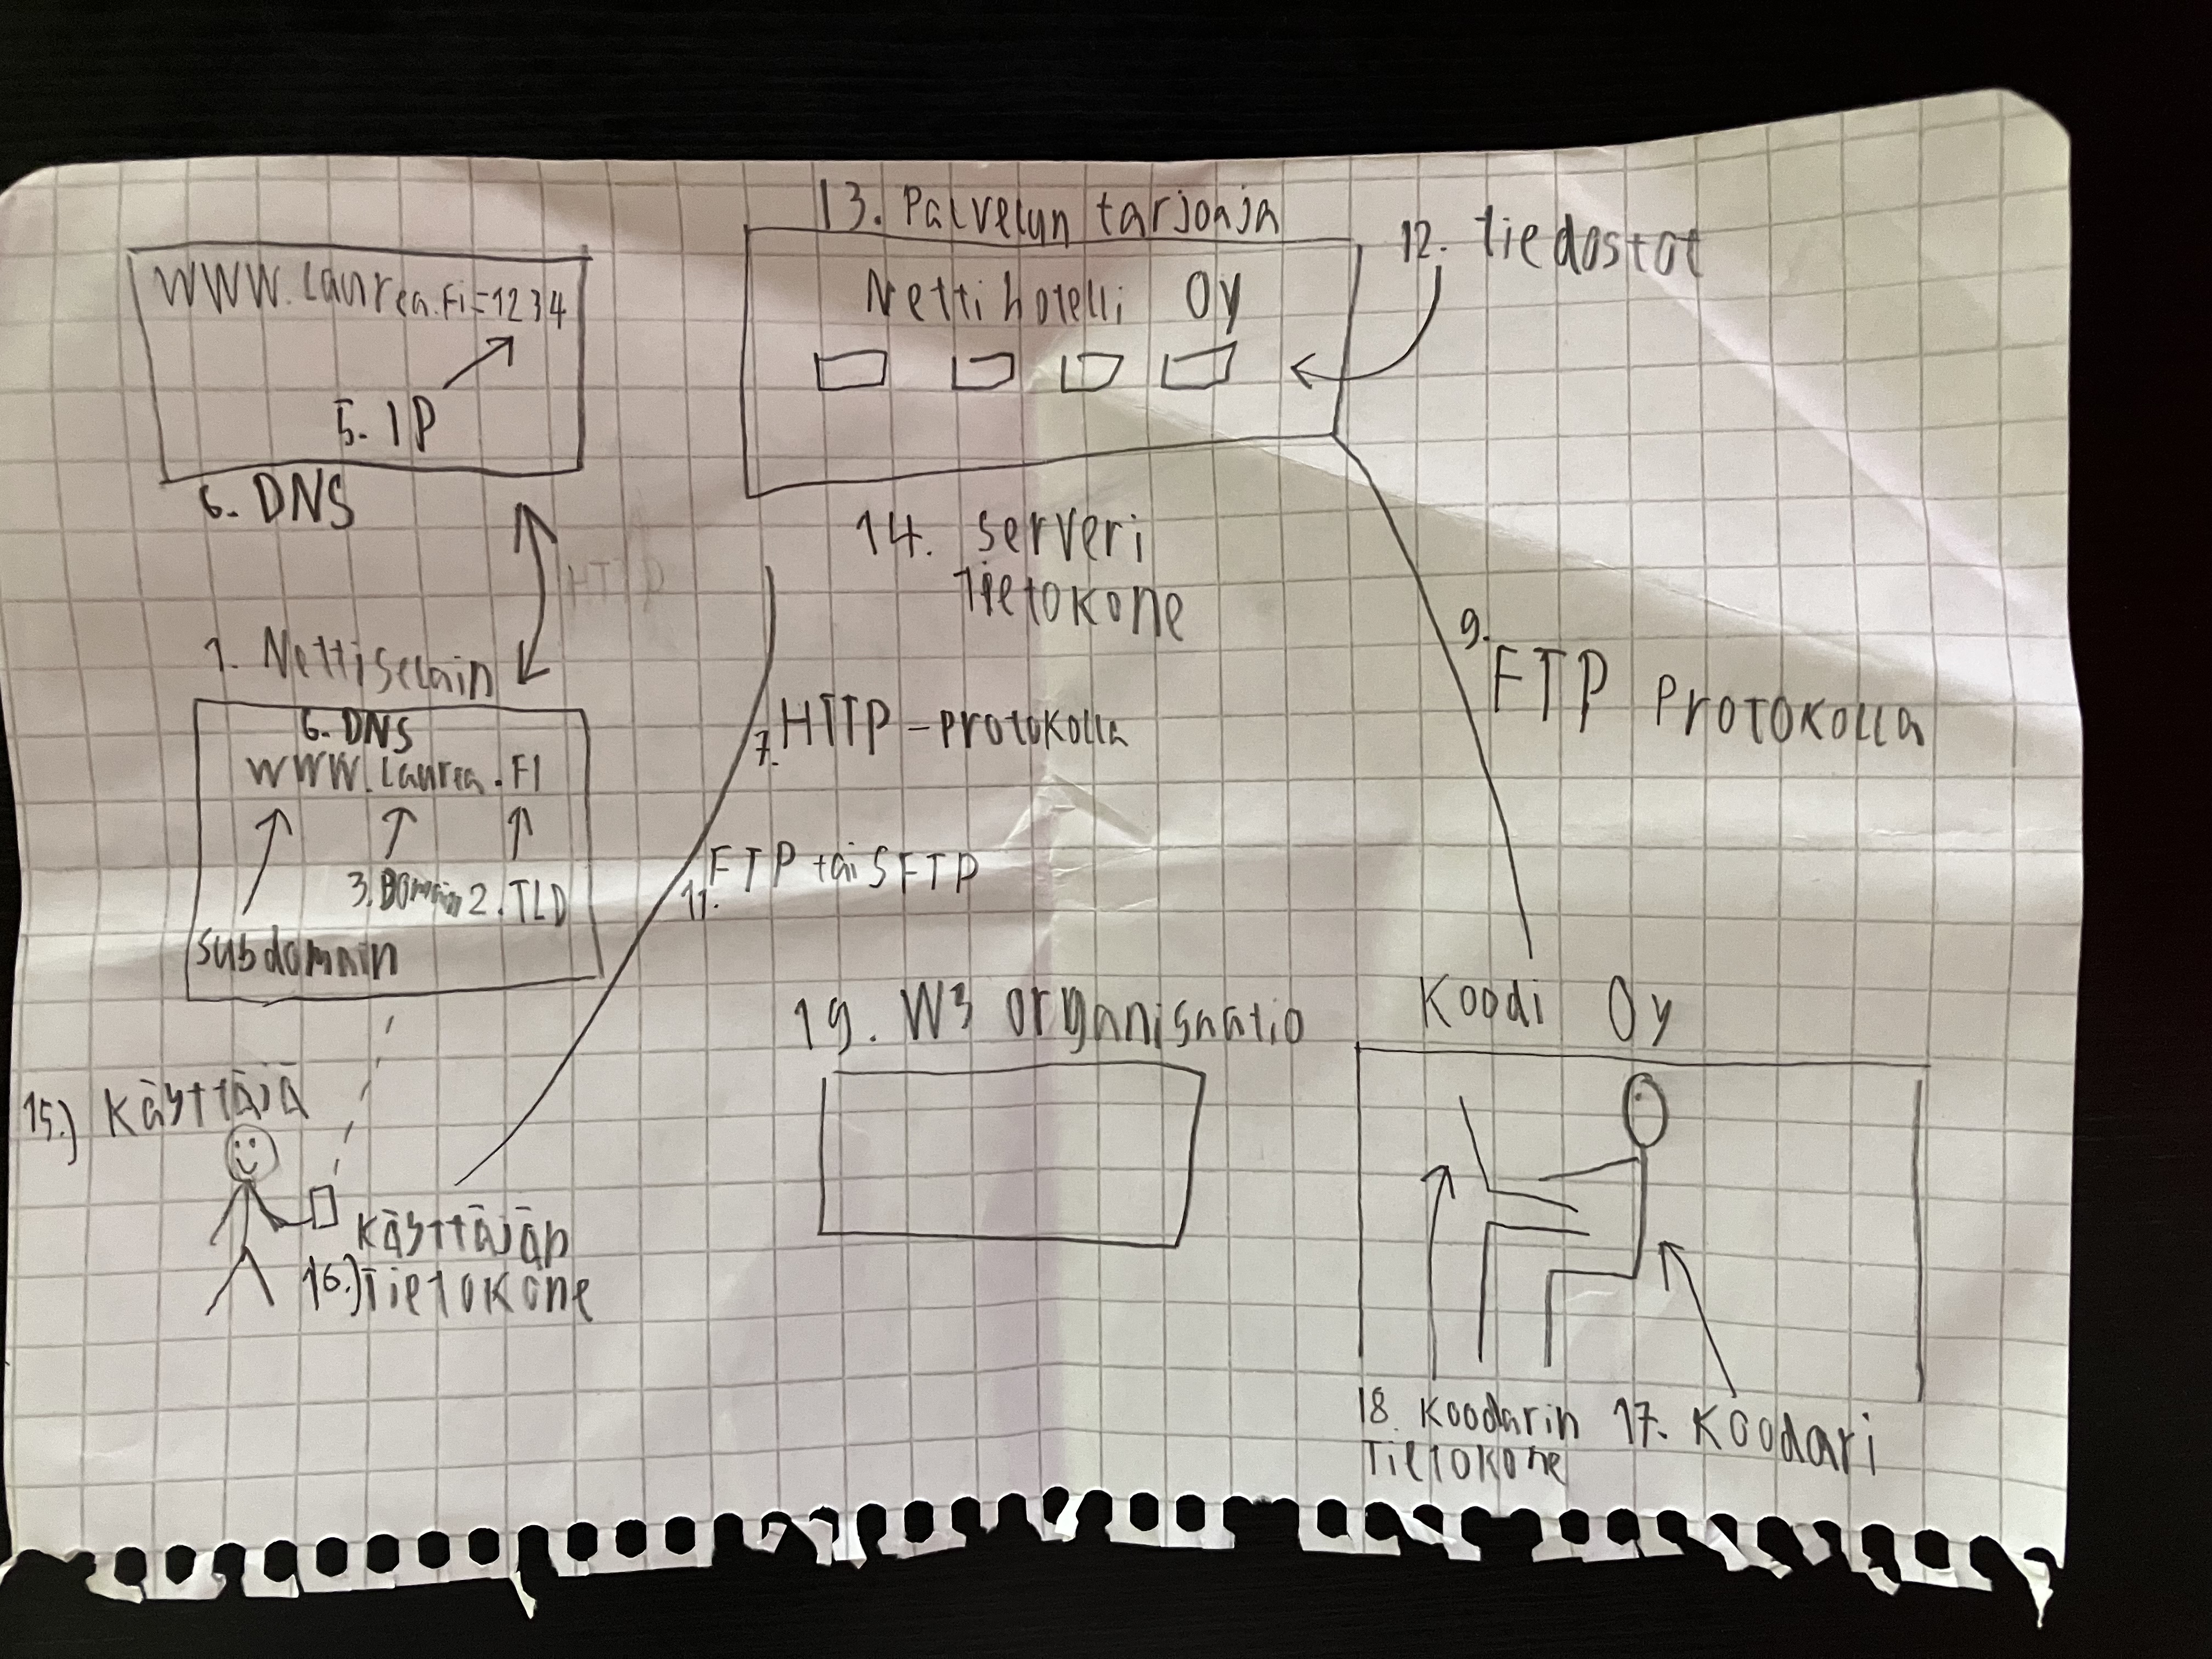 www.laurea.fi=1234
5. IP
6. DNS
13. Palvelun tarjoaja
Netti hotelli Oy
12. tiedostot
14. serveri
tietokone
HTTP
1. Nettiselain
6. DNS
www.laurea.FI
3. Domain 2. TLD
Subdomain
7. HTTP-protokolla
9. FTP protokolla
11. FTP tai SFTP
15.) Käyttäjä
Käyttäjän
16.) Tietokone
19. W3 organisaatio
Koodi Oy
18. koodarin 17. Koodari
Tietokone